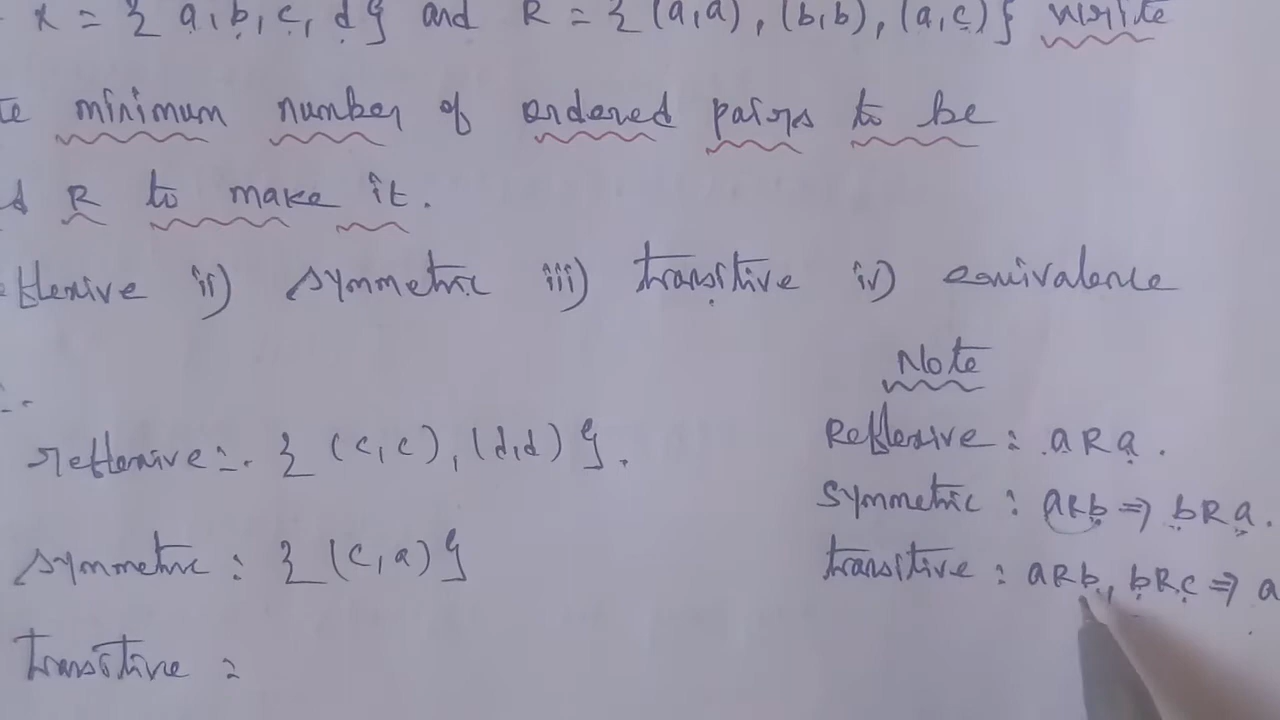 X = { a, b, c, d } and R = { (a,a), (b,b), (a,c) } write
minimum number of ordered pairs to be
R to make it.
ii) symmetric iii) transitive iv) equivalence
Note
reflexive :- { (c,c), (d,d) }.
Reflexive : aRa.
Symmetric : aRb ⇒ bRa.
symmetric : { (c,a) }
transitive : aRb, bRc ⇒ a
transitive :